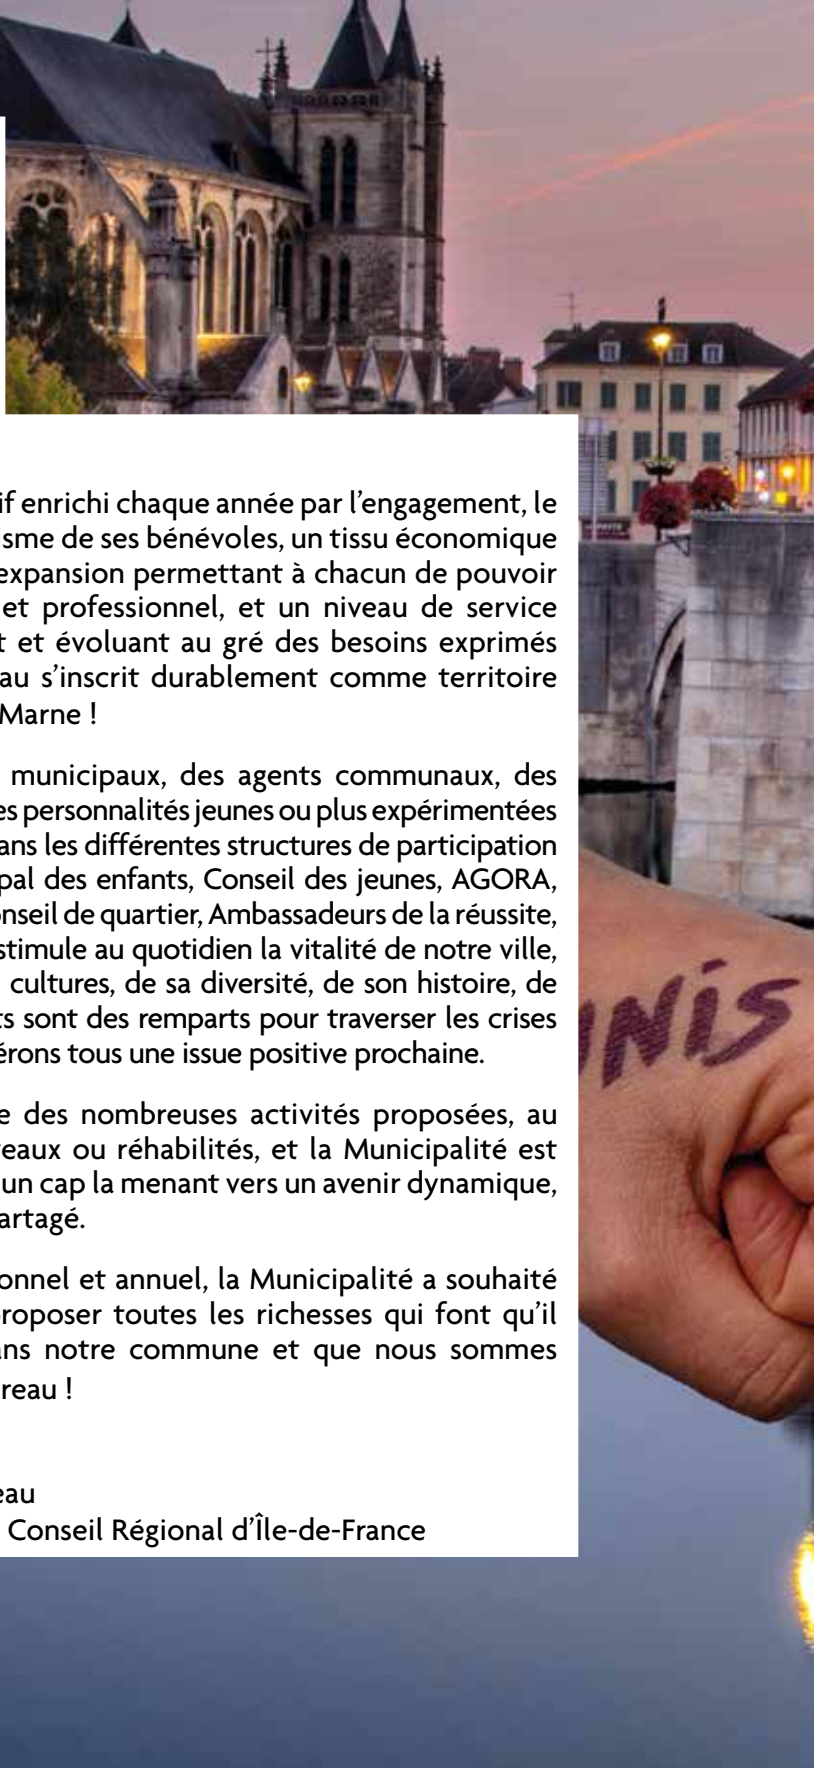 if enrichi chaque année par l’engagement, le
isme de ses bénévoles, un tissu économique
expansion permettant à chacun de pouvoir
et professionnel, et un niveau de service
t et évoluant au gré des besoins exprimés
au s’inscrit durablement comme territoire
Marne !
municipaux, des agents communaux, des
es personnalités jeunes ou plus expérimentées
ans les différentes structures de participation
pal des enfants, Conseil des jeunes, AGORA,
onseil de quartier, Ambassadeurs de la réussite,
stimule au quotidien la vitalité de notre ville,
cultures, de sa diversité, de son histoire, de
ts sont des remparts pour traverser les crises
érons tous une issue positive prochaine.
e des nombreuses activités proposées, au
eaux ou réhabilités, et la Municipalité est
un cap la menant vers un avenir dynamique,
artagé.
onnel et annuel, la Municipalité a souhaité
proposer toutes les richesses qui font qu’il
ans notre commune et que nous sommes
reau !
eau
Conseil Régional d’Île-de-France
NIS